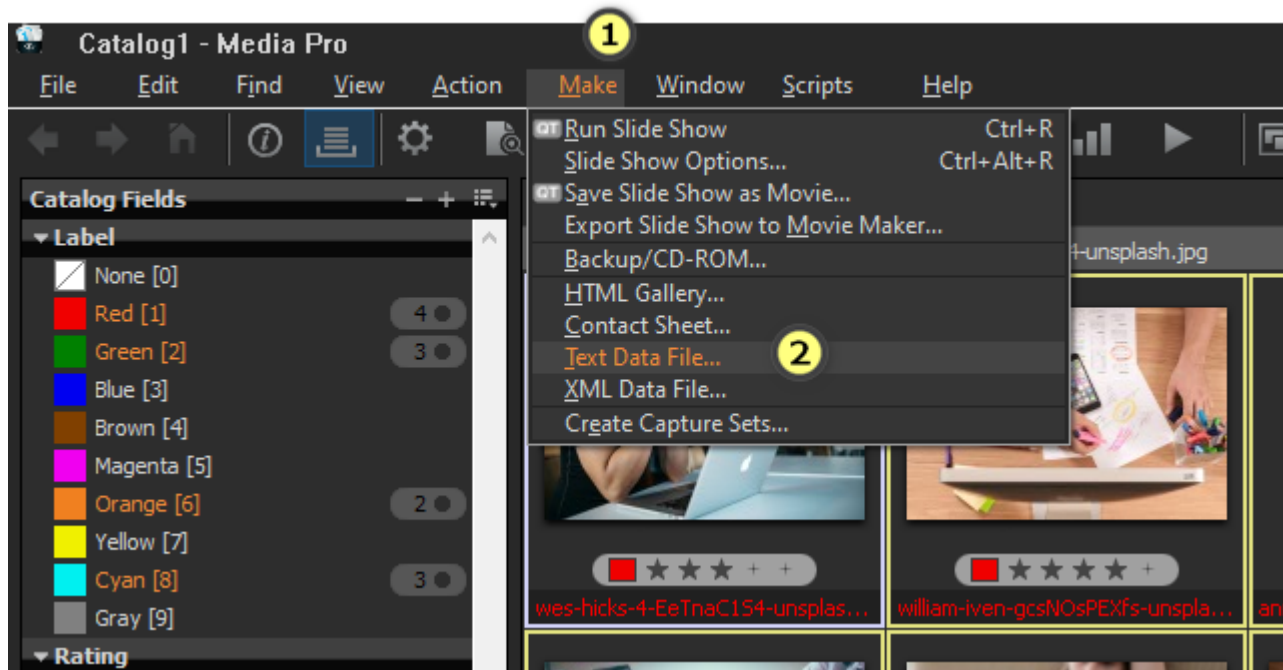 1
Catalog1 - Media Pro
File Edit Find View Action Make Window Scripts Help
QT Run Slide Show Ctrl+R
Slide Show Options... Ctrl+Alt+R
QT Save Slide Show as Movie...
Export Slide Show to Movie Maker...
Backup/CD-ROM...
HTML Gallery...
Contact Sheet...
Text Data File... 2
XML Data File...
Create Capture Sets...
Catalog Fields
Label
None [0]
Red [1] 4
Green [2] 3
Blue [3]
Brown [4]
Magenta [5]
Orange [6] 2
Yellow [7]
Cyan [8] 3
Gray [9]
Rating
4-unsplash.jpg
wes-hicks-4-EeTnaC1S4-unsplas...
william-iven-gcsNOsPEXfs-unspla...